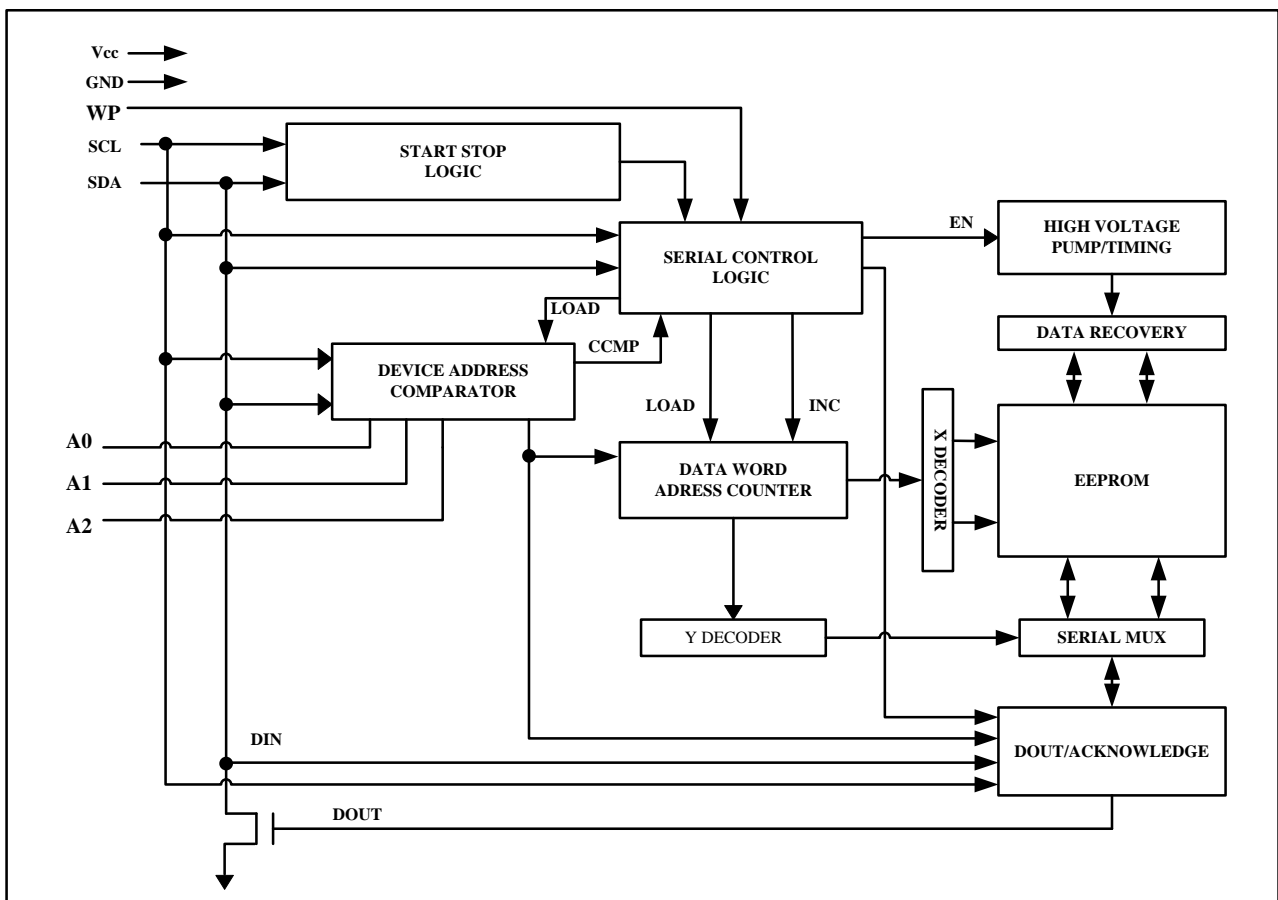 Vcc
GND
WP
SCL
SDA
START STOP
LOGIC
SERIAL CONTROL
LOGIC
EN
HIGH VOLTAGE
PUMP/TIMING
LOAD
CCMP
DATA RECOVERY
DEVICE ADDRESS
COMPARATOR
LOAD
INC
A0
A1
A2
DATA WORD
ADRESS COUNTER
X DECODER
EEPROM
Y DECODER
SERIAL MUX
DIN
DOUT/ACKNOWLEDGE
DOUT